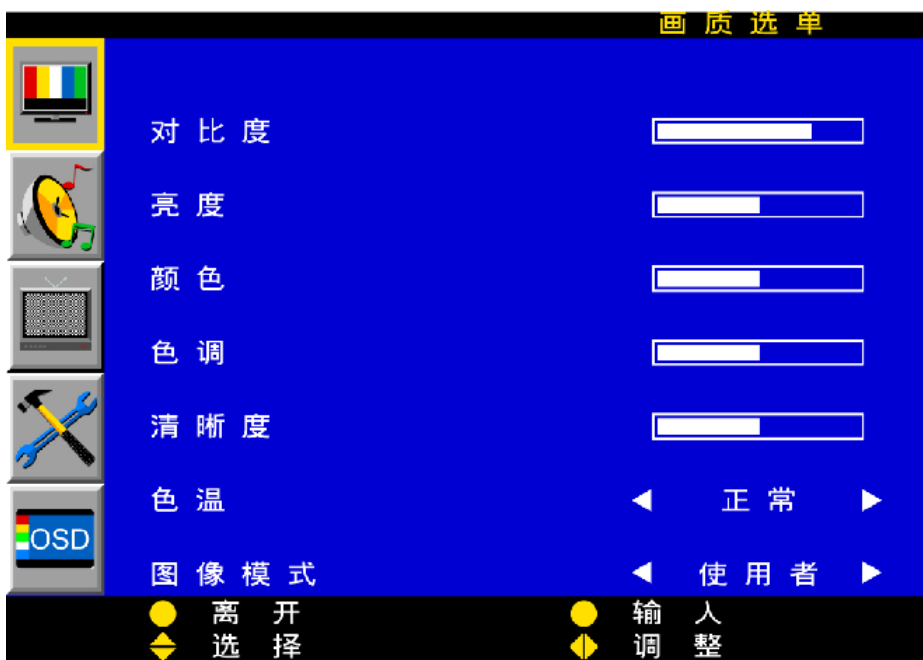 画质选单
对比度
亮度
颜色
色调
清晰度
色温 正常
图像模式 使用者
OSD
离开 输入
选择 调整